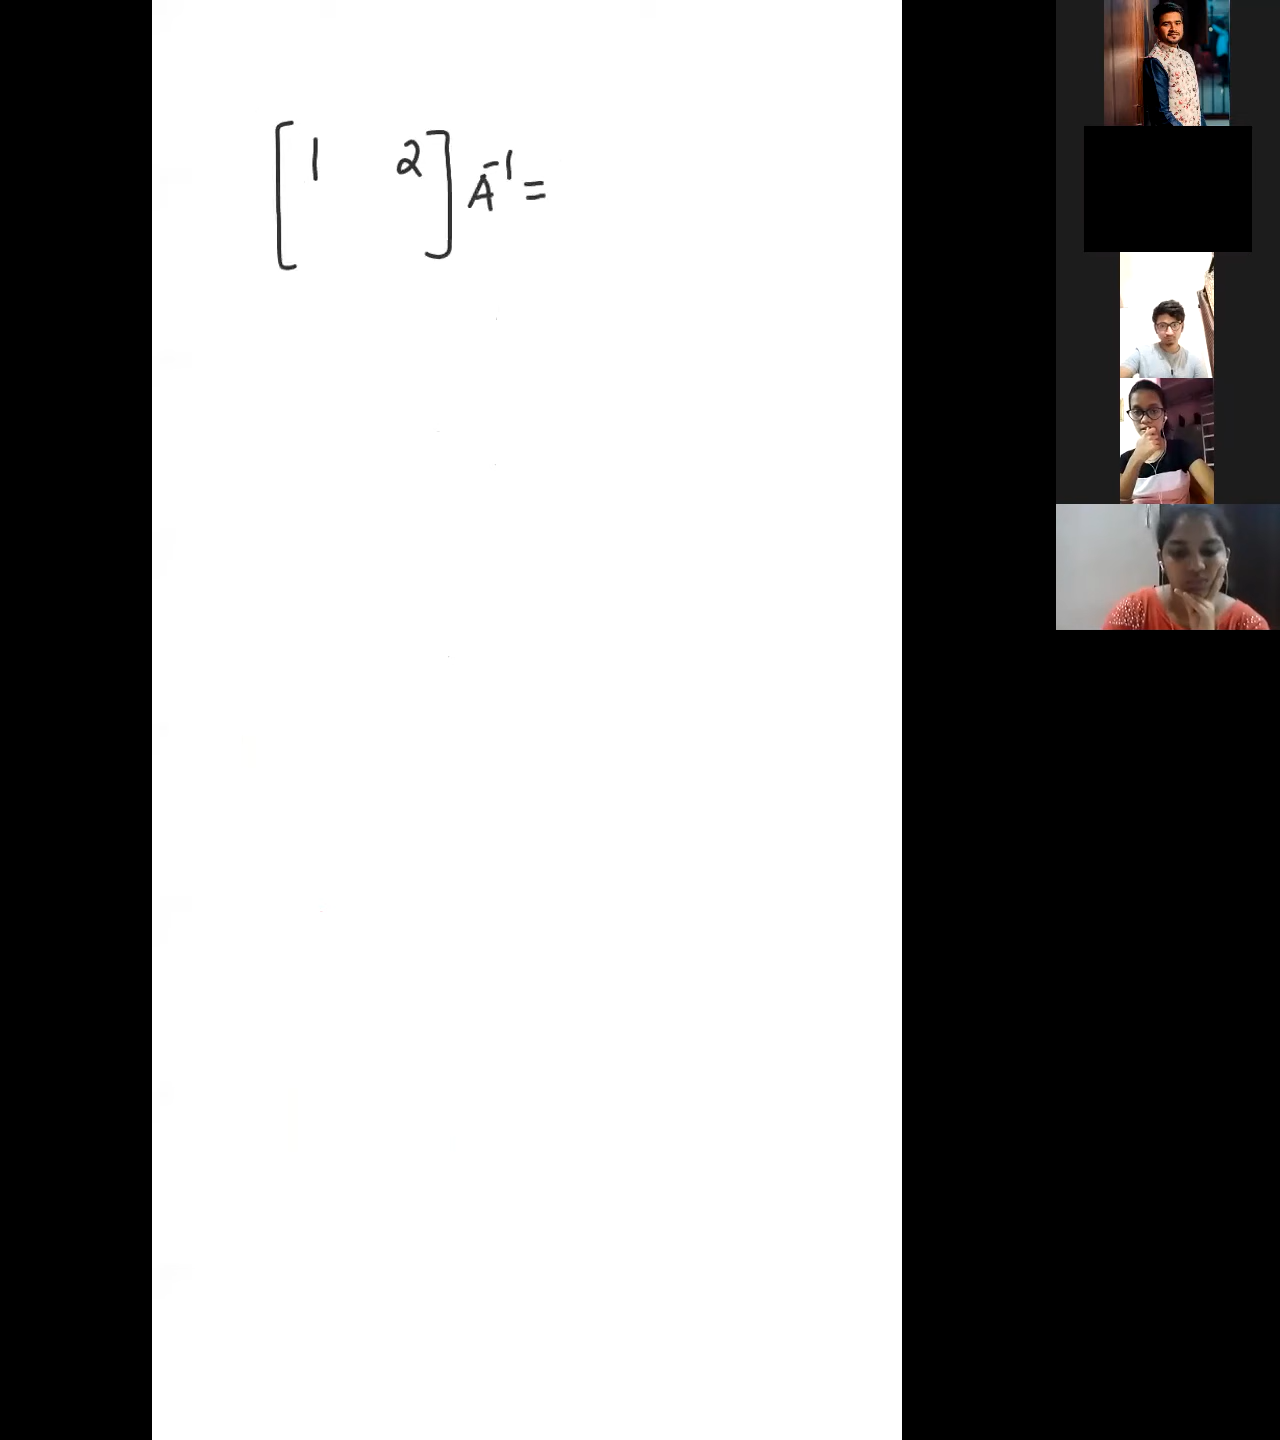 [1 2] A⁻¹ =